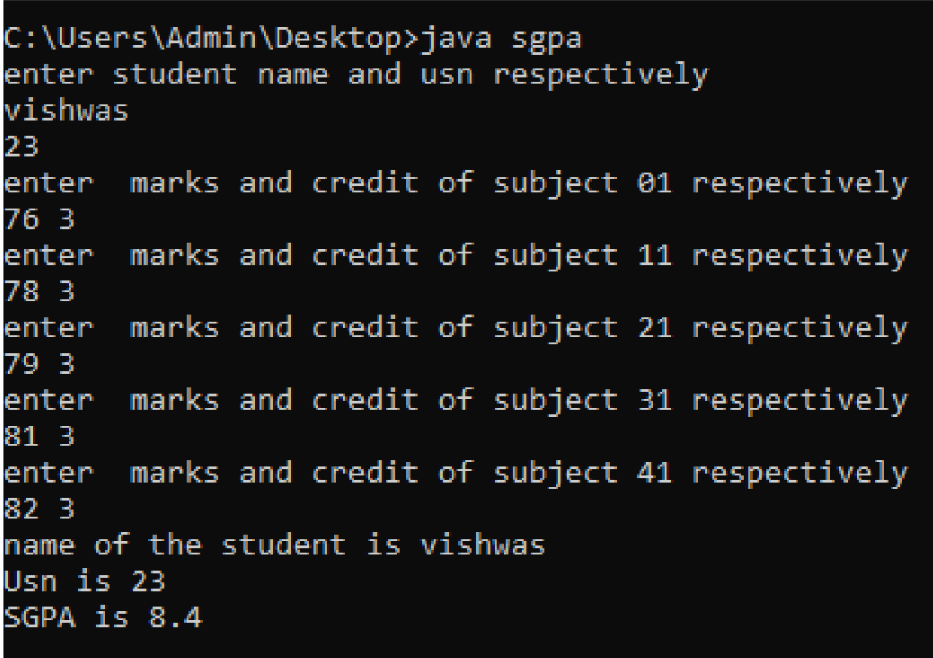 C:\Users\Admin\Desktop>java sgpa
enter student name and usn respectively
vishwas
23
enter  marks and credit of subject 01 respectively
76 3
enter  marks and credit of subject 11 respectively
78 3
enter  marks and credit of subject 21 respectively
79 3
enter  marks and credit of subject 31 respectively
81 3
enter  marks and credit of subject 41 respectively
82 3
name of the student is vishwas
Usn is 23
SGPA is 8.4